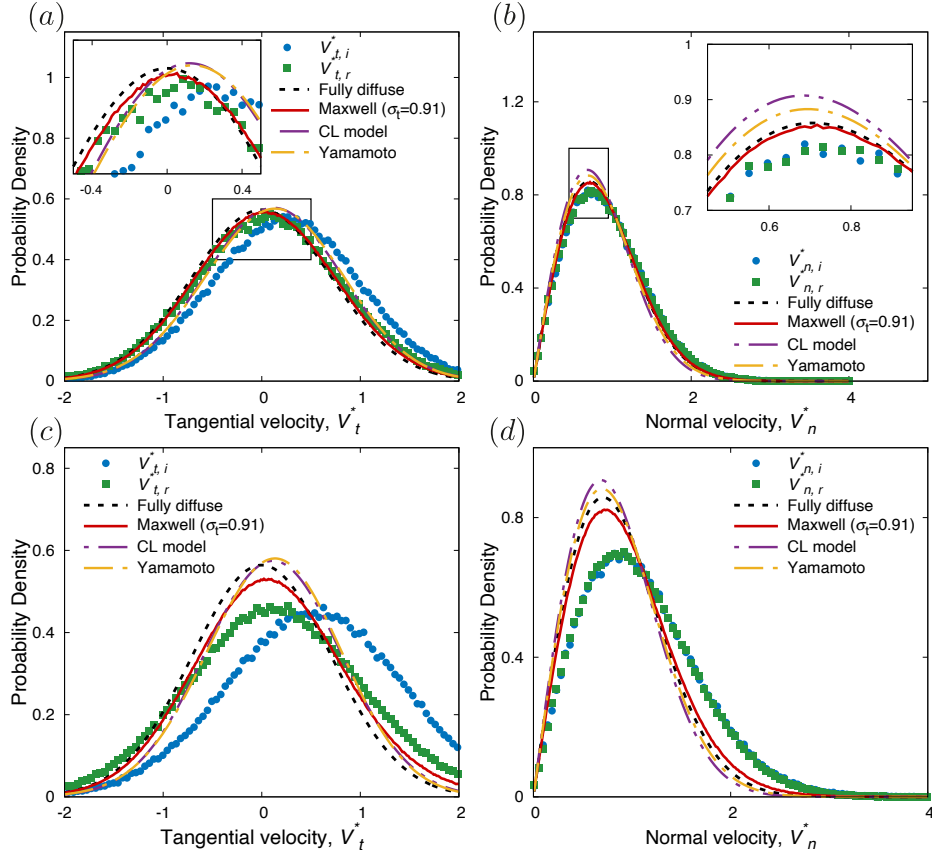 (a)
V*t, i
V*t, r
Fully diffuse
Maxwell (σt=0.91)
CL model
Yamamoto
-0.4 0 0.4
Probability Density
1.2
1
0.8
0.6
0.4
0.2
0
-2 -1 0 1 2
Tangential velocity, V*t
(b)
1
0.9
0.8
0.7
0.6 0.8
V*n, i
V*n, r
Fully diffuse
Maxwell (σt=0.91)
CL model
Yamamoto
Probability Density
1.5
1.2
0.8
0.4
0
0 2 4
Normal velocity, V*n
(c)
V*t, i
V*t, r
Fully diffuse
Maxwell (σt=0.91)
CL model
Yamamoto
Probability Density
0.8
0.6
0.4
0.2
0
-2 -1 0 1 2
Tangential velocity, V*t
(d)
V*n, i
V*n, r
Fully diffuse
Maxwell (σt=0.91)
CL model
Yamamoto
Probability Density
0.8
0.4
0
0 2 4
Normal velocity, V*n